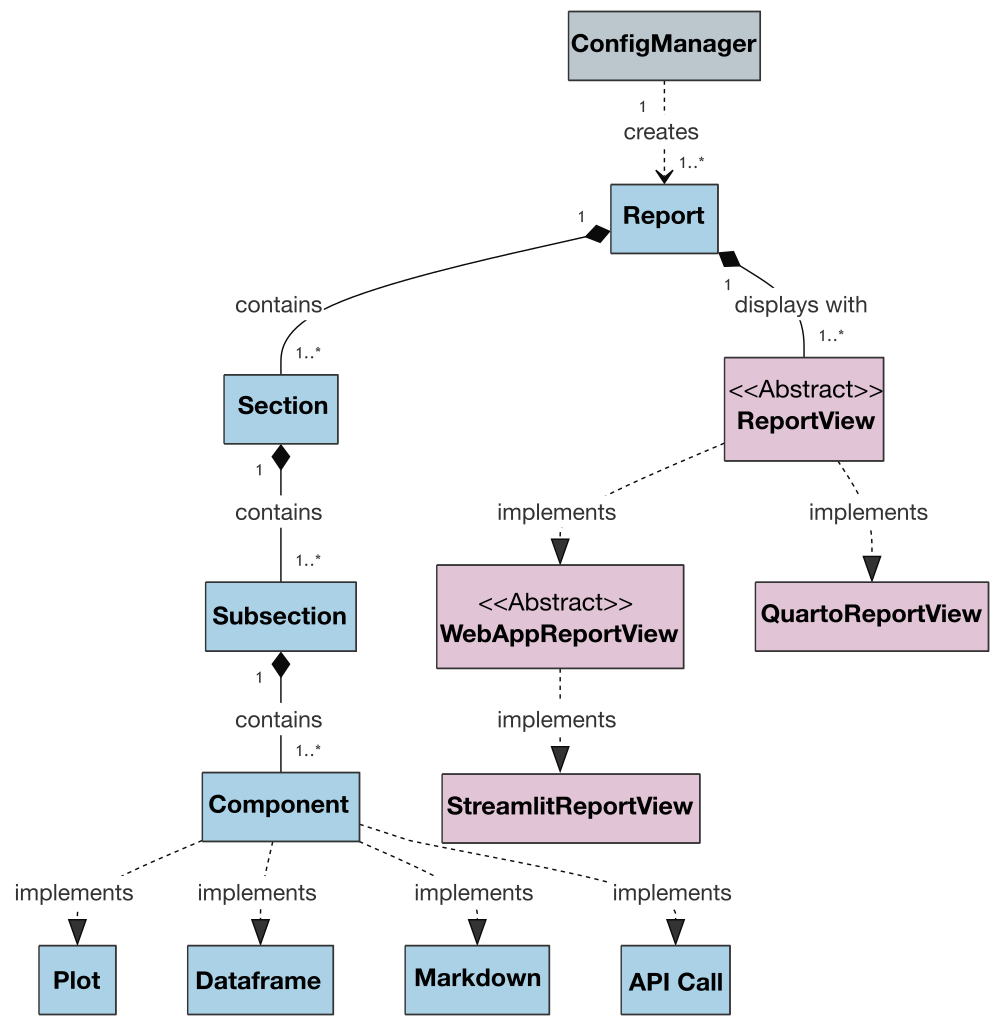 ConfigManager
1
creates
1..*
Report
1
1
contains
displays with
1..*
1..*
Section
<<Abstract>>
ReportView
1
contains
implements
implements
1..*
Subsection
<<Abstract>>
WebAppReportView
QuartoReportView
1
contains
implements
1..*
Component
StreamlitReportView
implements
implements
implements
implements
Plot
Dataframe
Markdown
API Call